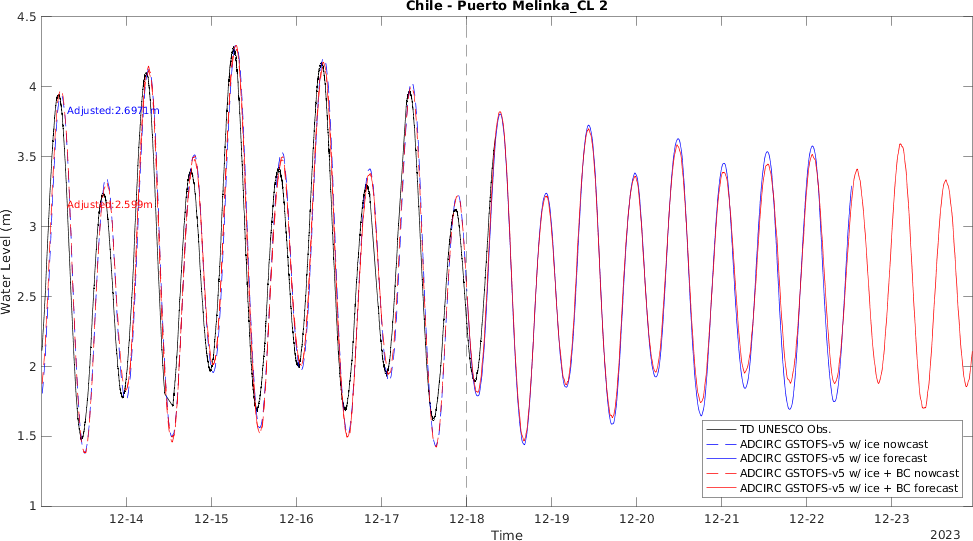 Chile - Puerto Melinka_CL 2
4.5
4
3.5
3
2.5
2
1.5
1
Water Level (m)
Adjusted:2.6971m
Adjusted:2.599m
TD UNESCO Obs.
ADCIRC GSTOFS-v5 w/ ice nowcast
ADCIRC GSTOFS-v5 w/ ice forecast
ADCIRC GSTOFS-v5 w/ ice + BC nowcast
ADCIRC GSTOFS-v5 w/ ice + BC forecast
12-14 12-15 12-16 12-17 12-18 12-19 12-20 12-21 12-22 12-23
Time
2023